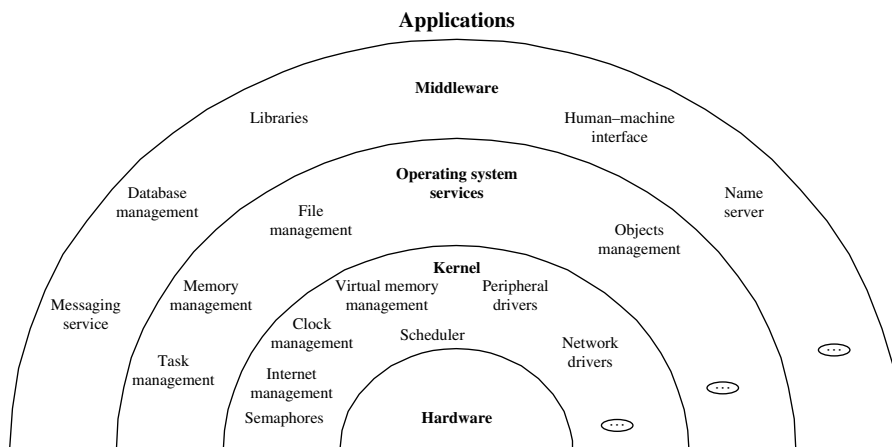 Applications
Middleware
Libraries
Human–machine
interface
Database
management
Name
server
Messaging
service
Operating system
services
File
management
Objects
management
Memory
management
Task
management
Kernel
Virtual memory
management
Peripheral
drivers
Clock
management
Scheduler
Network
drivers
Internet
management
Semaphores
Hardware
...
...
...